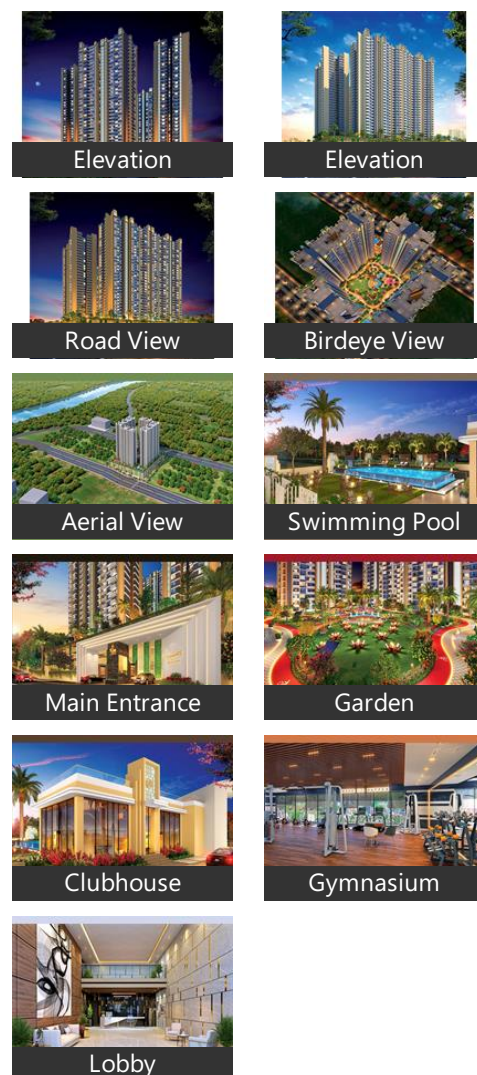 Elevation
Elevation
Road View
Birdeye View
Aerial View
Swimming Pool
Main Entrance
Garden
Clubhouse
Gymnasium
Lobby